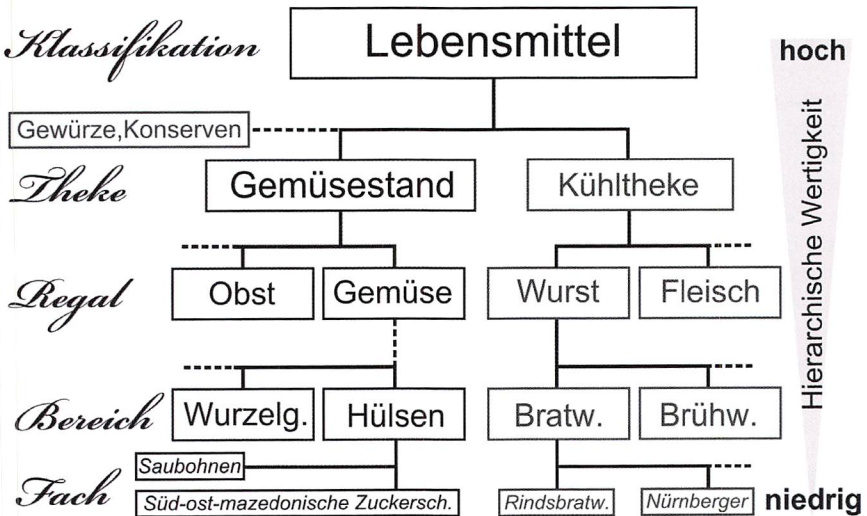 Klassifikation
Lebensmittel
hoch
Gewürze,Konserven
Theke
Gemüsestand
Kühltheke
Regal
Obst
Gemüse
Wurst
Fleisch
Bereich
Wurzelg.
Hülsen
Bratw.
Brühw.
Saubohnen
Fach
Süd-ost-mazedonische Zuckersch.
Rindsbratw.
Nürnberger
niedrig
Hierarchische Wertigkeit